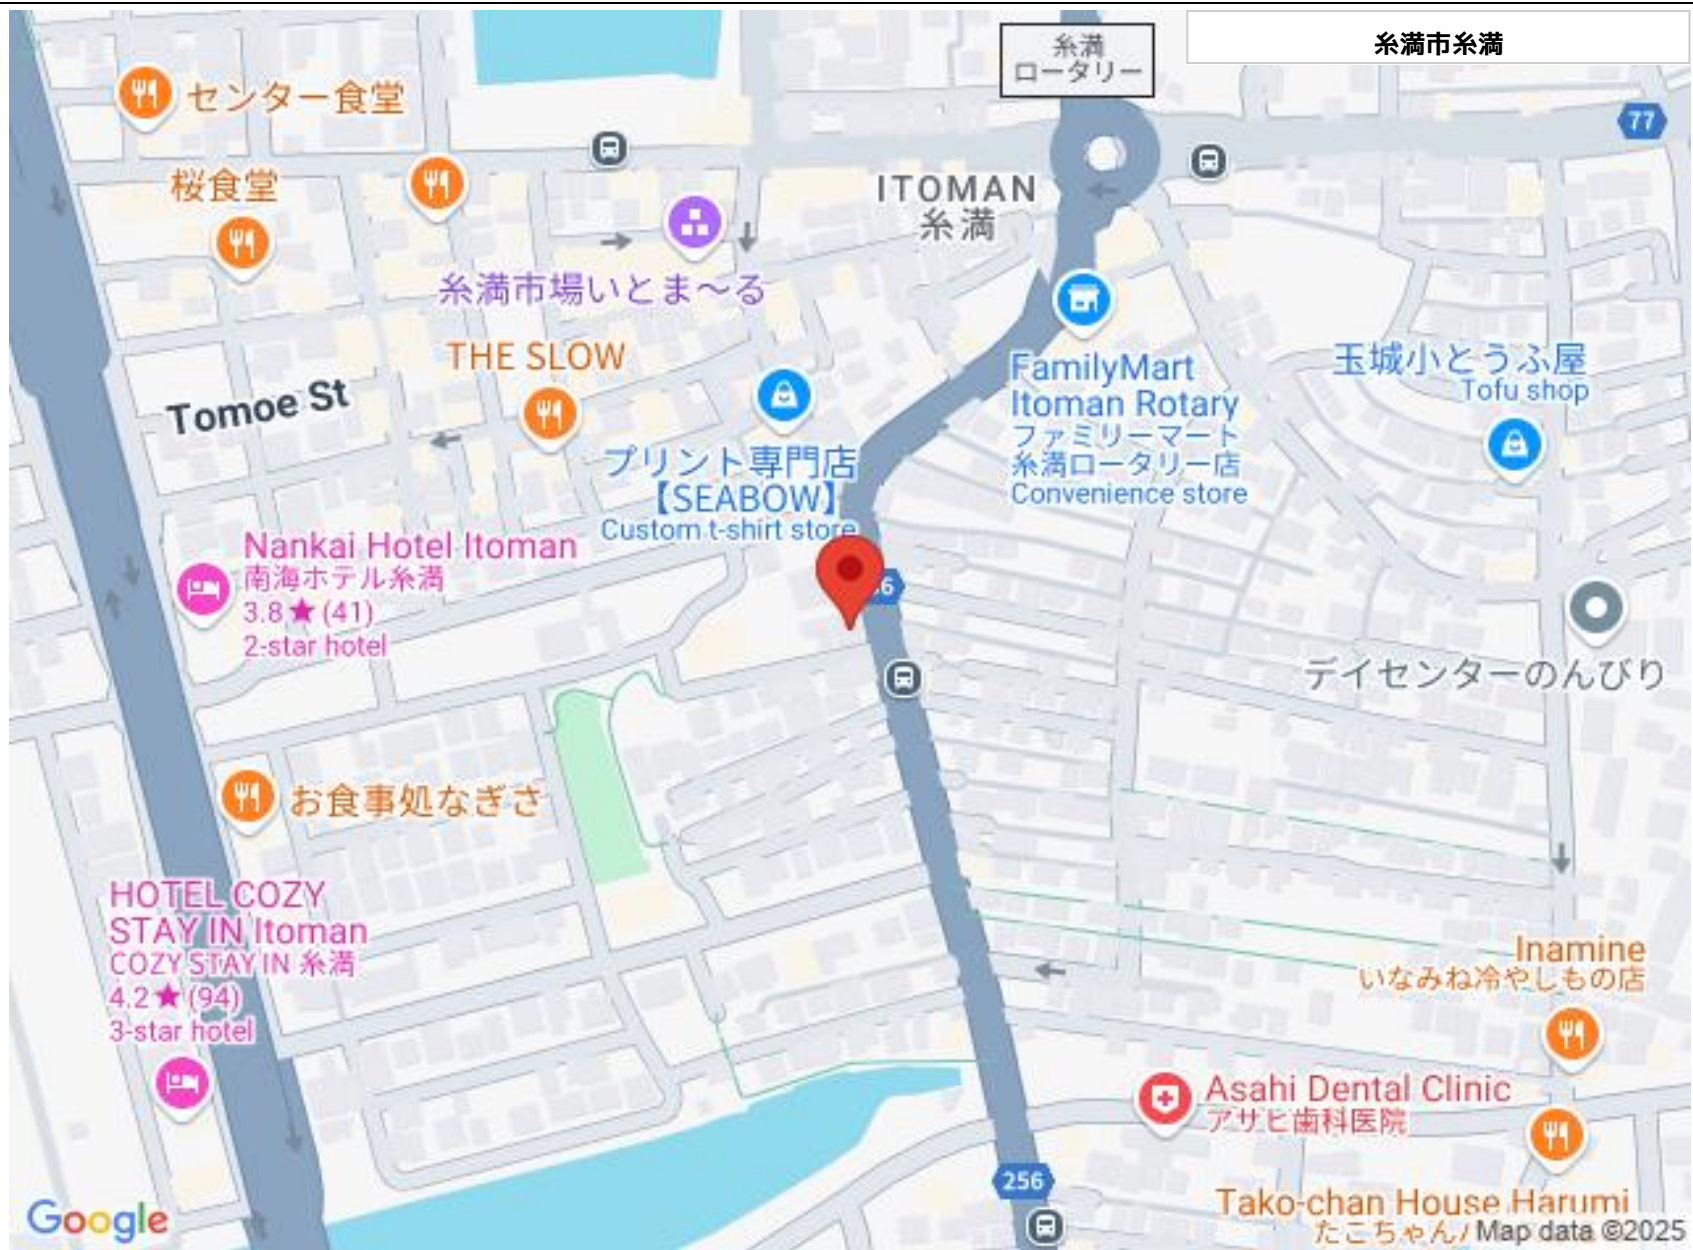 糸満市糸満
糸満
ロータリー
77
センター食堂
桜食堂
ITOMAN
糸満
糸満市場いとま〜る
THE SLOW
Tomoe St
FamilyMart
Itoman Rotary
ファミリーマート
糸満ロータリー店
Convenience store
玉城小とうふ屋
Tofu shop
プリント専門店
【SEABOW】
Custom t-shirt store
Nankai Hotel Itoman
南海ホテル糸満
3.8★(41)
2-star hotel
6
デイセンターのんびり
お食事処なぎさ
HOTEL COZY
STAY IN Itoman
COZY STAY IN 糸満
4.2★(94)
3-star hotel
Inamine
いなみね冷やしもの店
Asahi Dental Clinic
アサヒ歯科医院
256
Tako-chan House Harumi
たこちゃんハ
Google
Map data ©2025